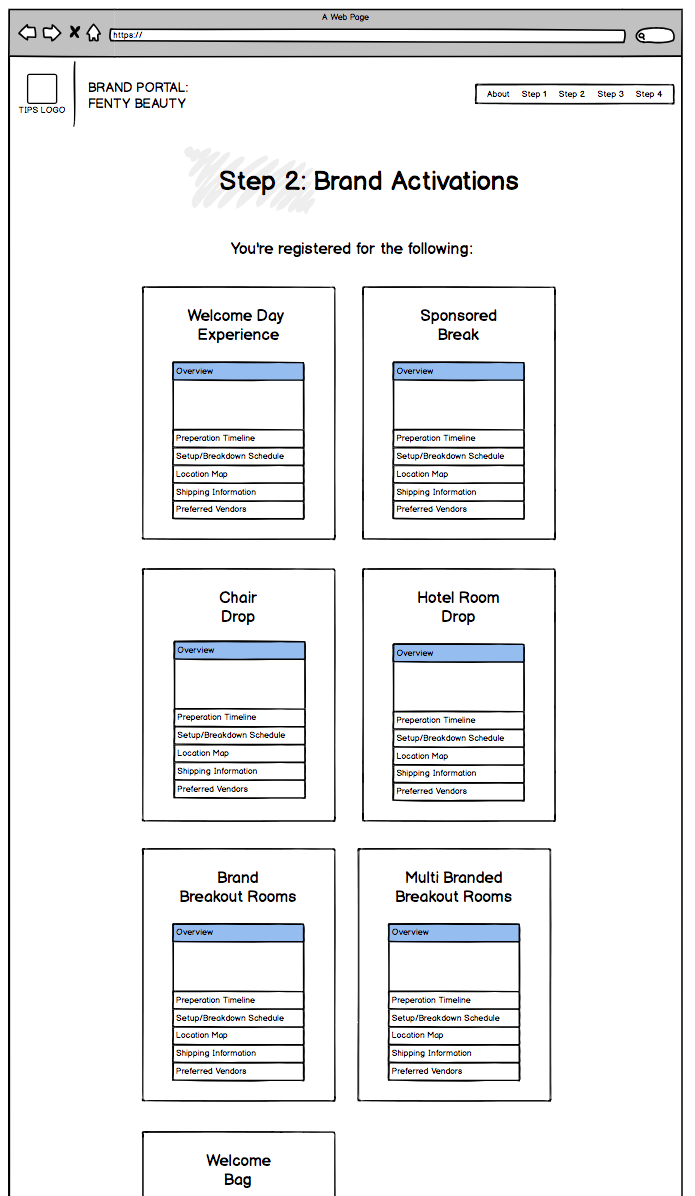 A Web Page
https://
TIPS LOGO
BRAND PORTAL:
FENTY BEAUTY
About Step 1 Step 2 Step 3 Step 4
Step 2: Brand Activations
You're registered for the following:
Welcome Day
Experience
Overview
Preperation Timeline
Setup/Breakdown Schedule
Location Map
Shipping Information
Preferred Vendors
Sponsored
Break
Overview
Preperation Timeline
Setup/Breakdown Schedule
Location Map
Shipping Information
Preferred Vendors
Chair
Drop
Overview
Preperation Timeline
Setup/Breakdown Schedule
Location Map
Shipping Information
Preferred Vendors
Hotel Room
Drop
Overview
Preperation Timeline
Setup/Breakdown Schedule
Location Map
Shipping Information
Preferred Vendors
Brand
Breakout Rooms
Overview
Preperation Timeline
Setup/Breakdown Schedule
Location Map
Shipping Information
Preferred Vendors
Multi Branded
Breakout Rooms
Overview
Preperation Timeline
Setup/Breakdown Schedule
Location Map
Shipping Information
Preferred Vendors
Welcome
Bag